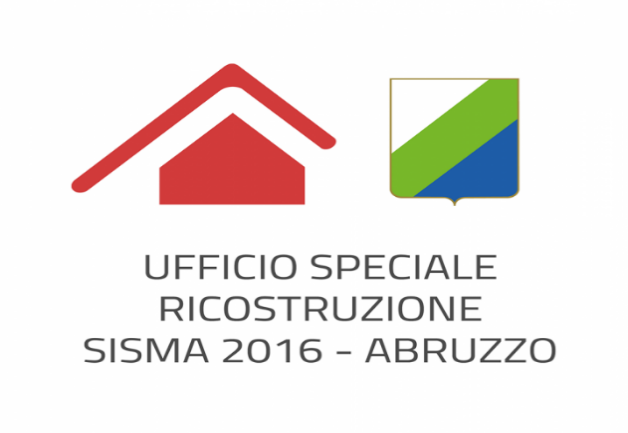 UFFICIO SPECIALE
RICOSTRUZIONE
SISMA 2016 - ABRUZZO